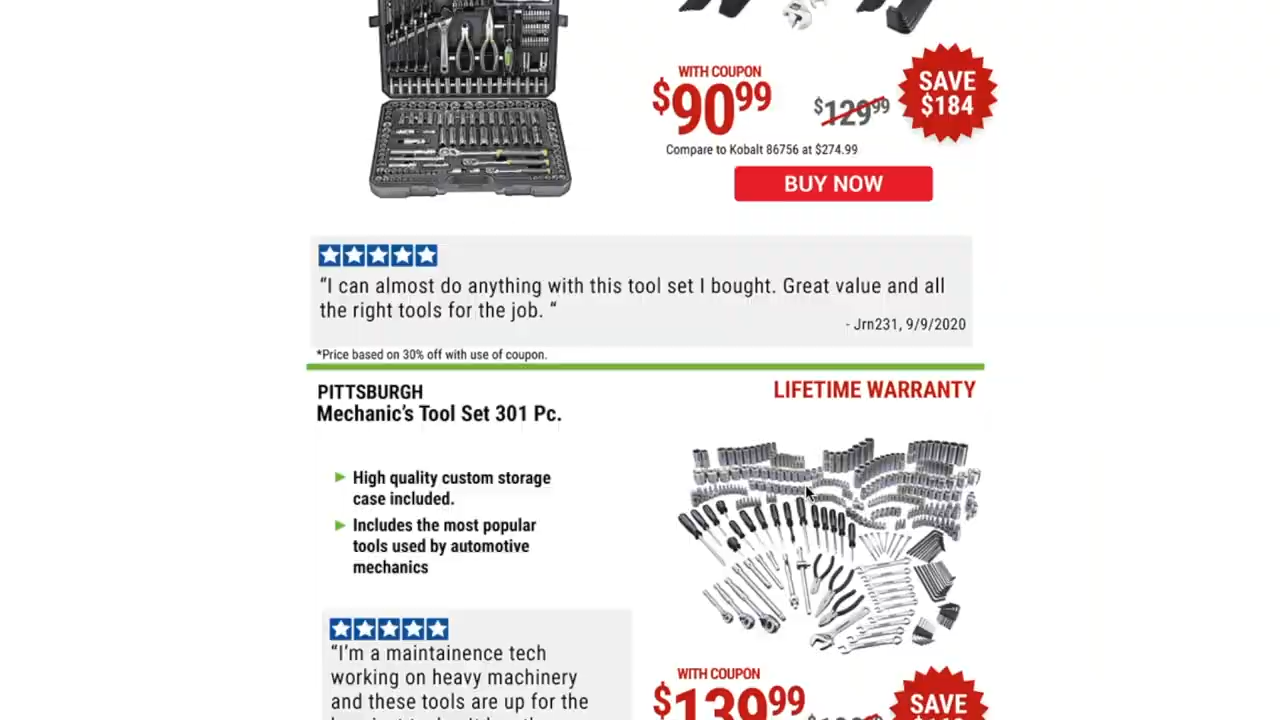 WITH COUPON
$90.99 $129.99
SAVE
$184
Compare to Kobalt 86756 at $274.99
BUY NOW
“I can almost do anything with this tool set I bought. Great value and all
the right tools for the job. “
- Jrn231, 9/9/2020
*Price based on 30% off with use of coupon.
PITTSBURGH
Mechanic's Tool Set 301 Pc.
LIFETIME WARRANTY
High quality custom storage
case included.
Includes the most popular
tools used by automotive
mechanics
“I'm a maintainence tech
working on heavy machinery
and these tools are up for the
WITH COUPON
$139.99
SAVE